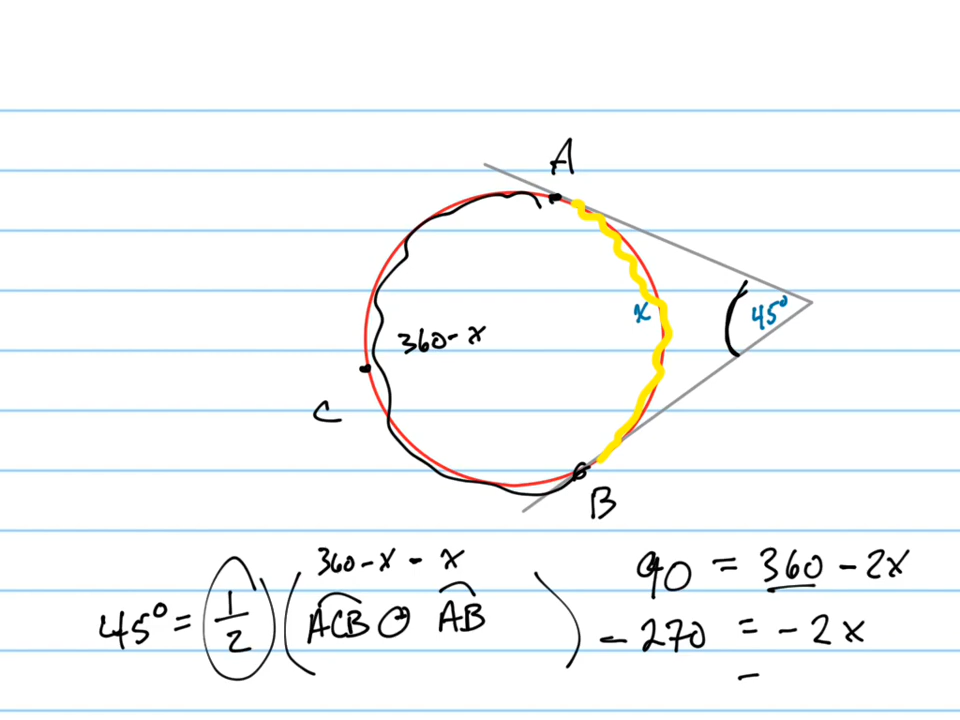 A
x
45°
360-x
C
B
360-x - x
45° = 1/2 (ACB - AB)
90 = 360 - 2x
-270 = -2x
=